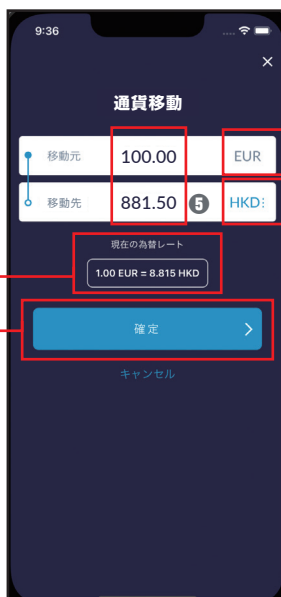 9:36
×
通貨移動
移動元 100.00 EUR
移動先 881.50 ❺ HKD⋮
現在の為替レート
1.00 EUR = 8.815 HKD
確定
キャンセル